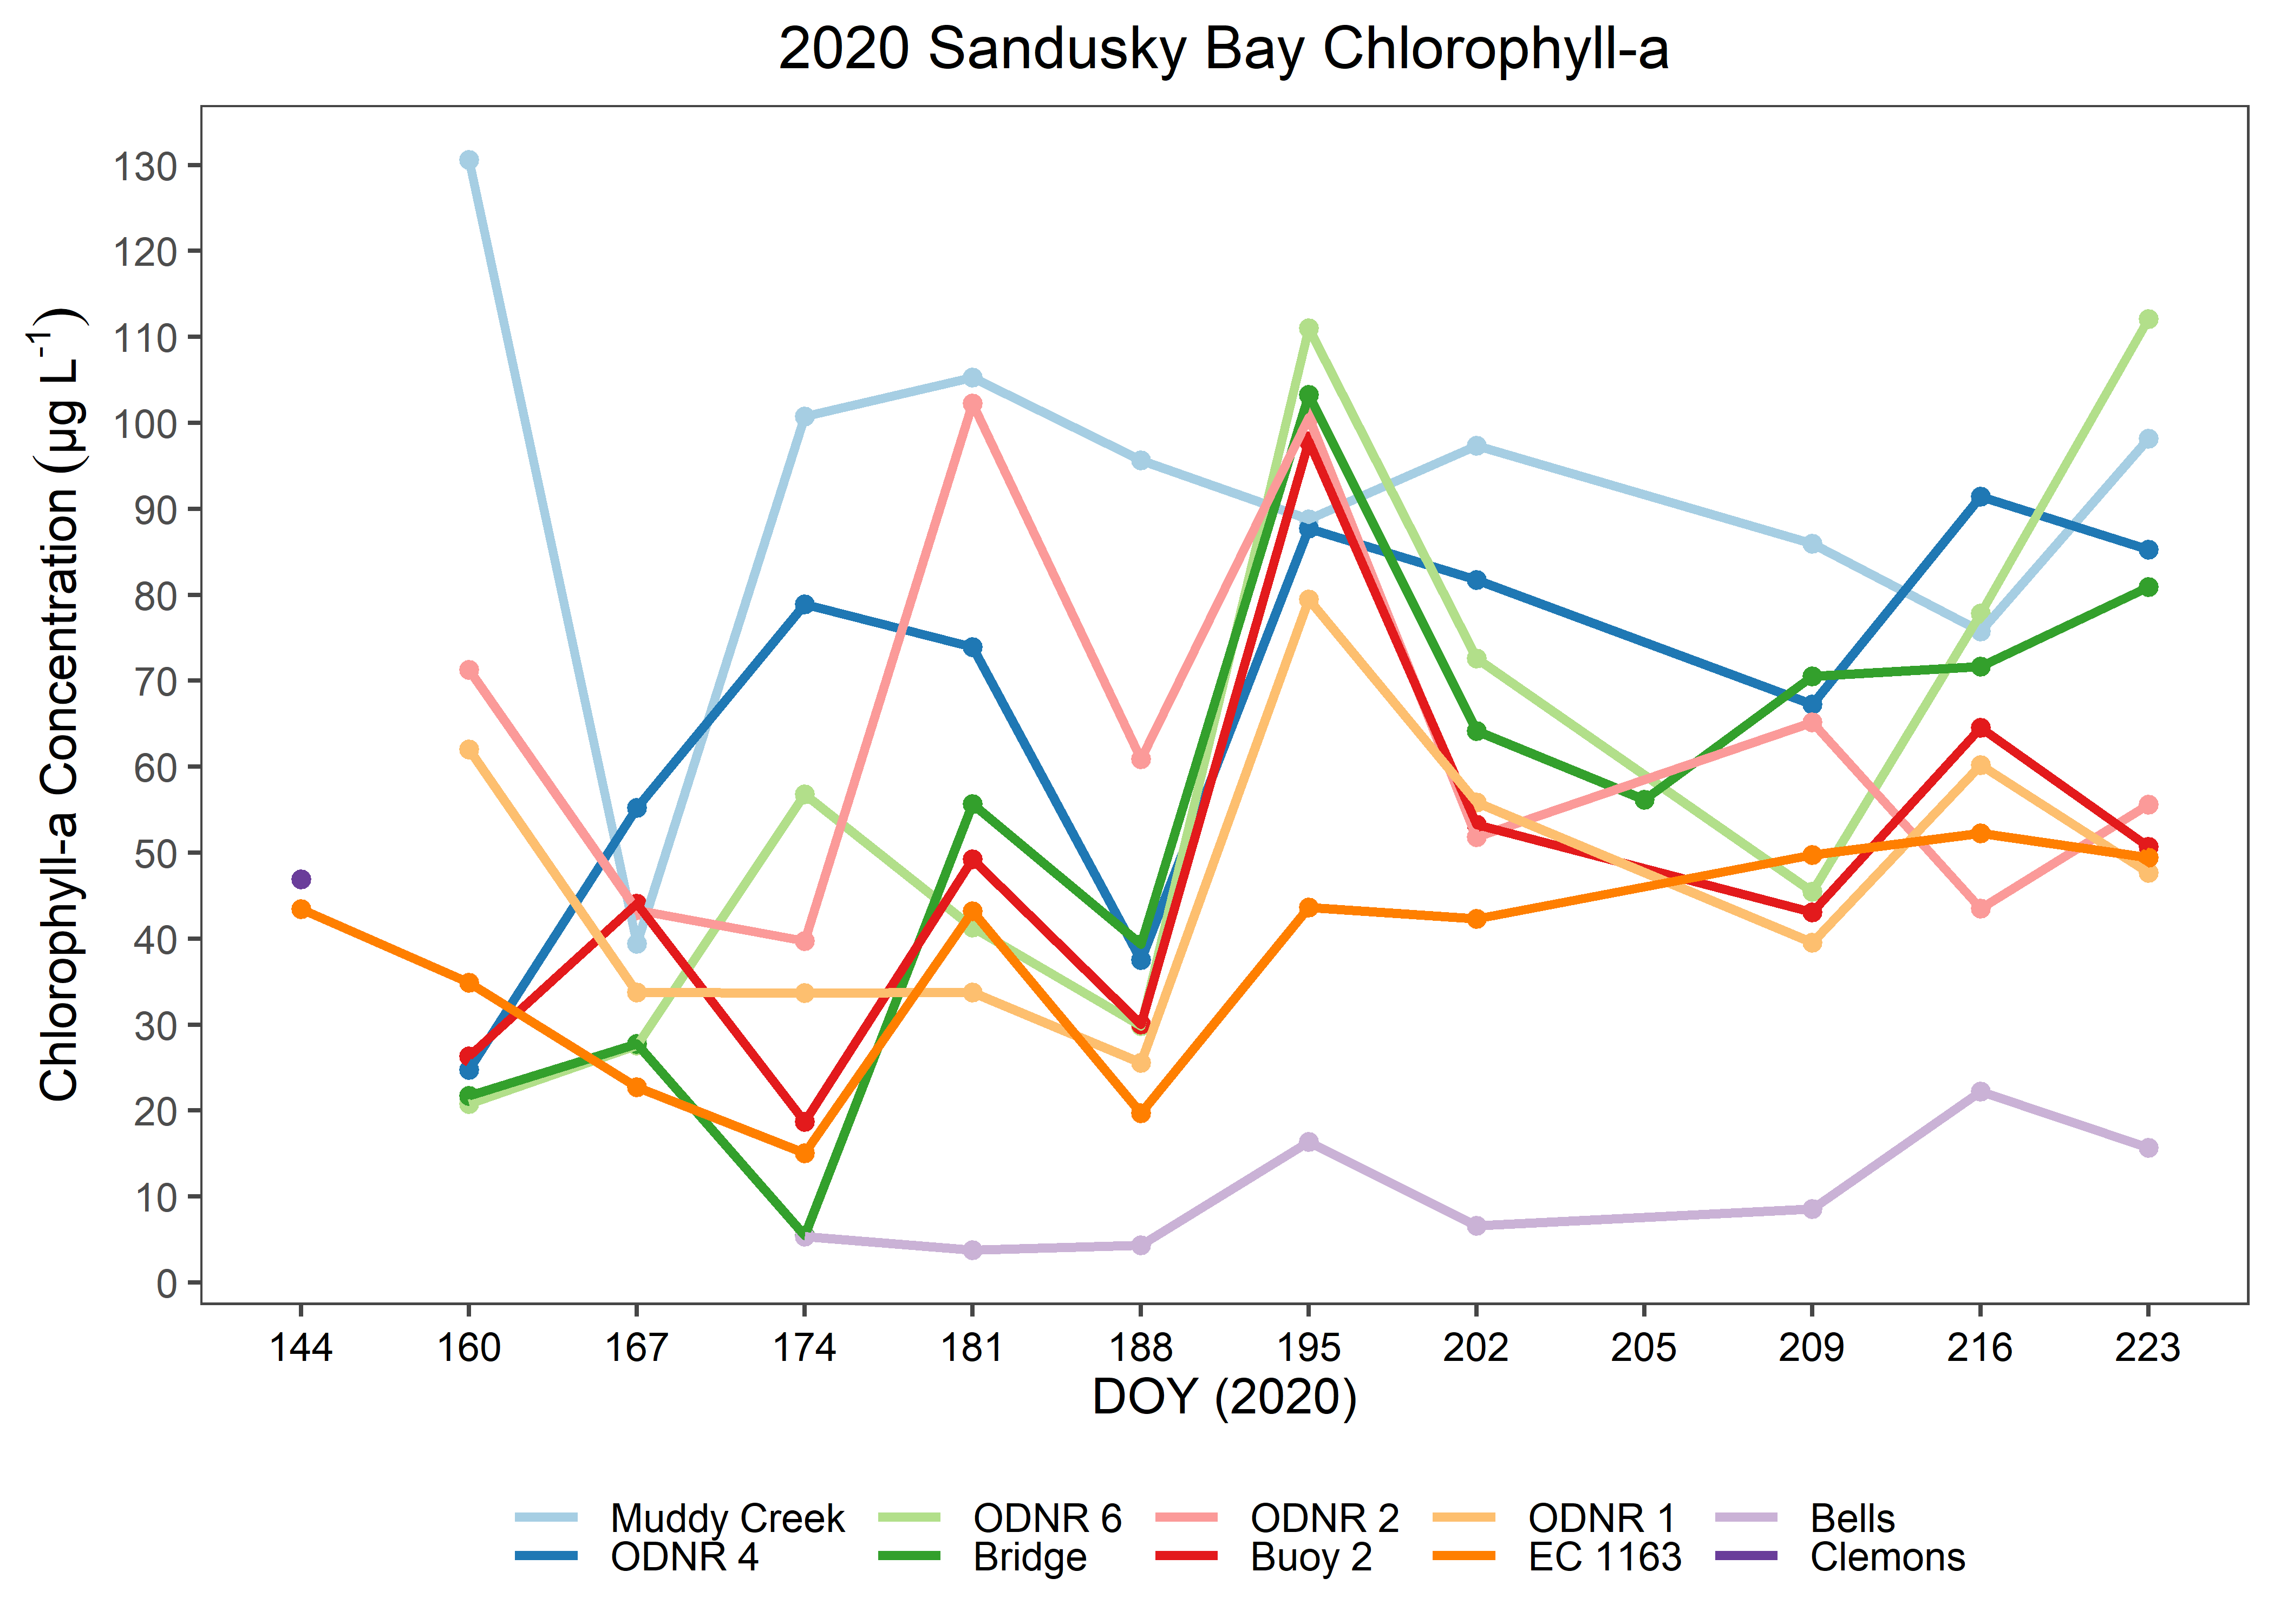 2020 Sandusky Bay Chlorophyll-a
Chlorophyll-a Concentration (µg L⁻¹)
130
120
110
100
90
80
70
60
50
40
30
20
10
0
144 160 167 174 181 188 195 202 205 209 216 223
DOY (2020)
Muddy Creek ODNR 6 ODNR 2 ODNR 1 Bells
ODNR 4 Bridge Buoy 2 EC 1163 Clemons